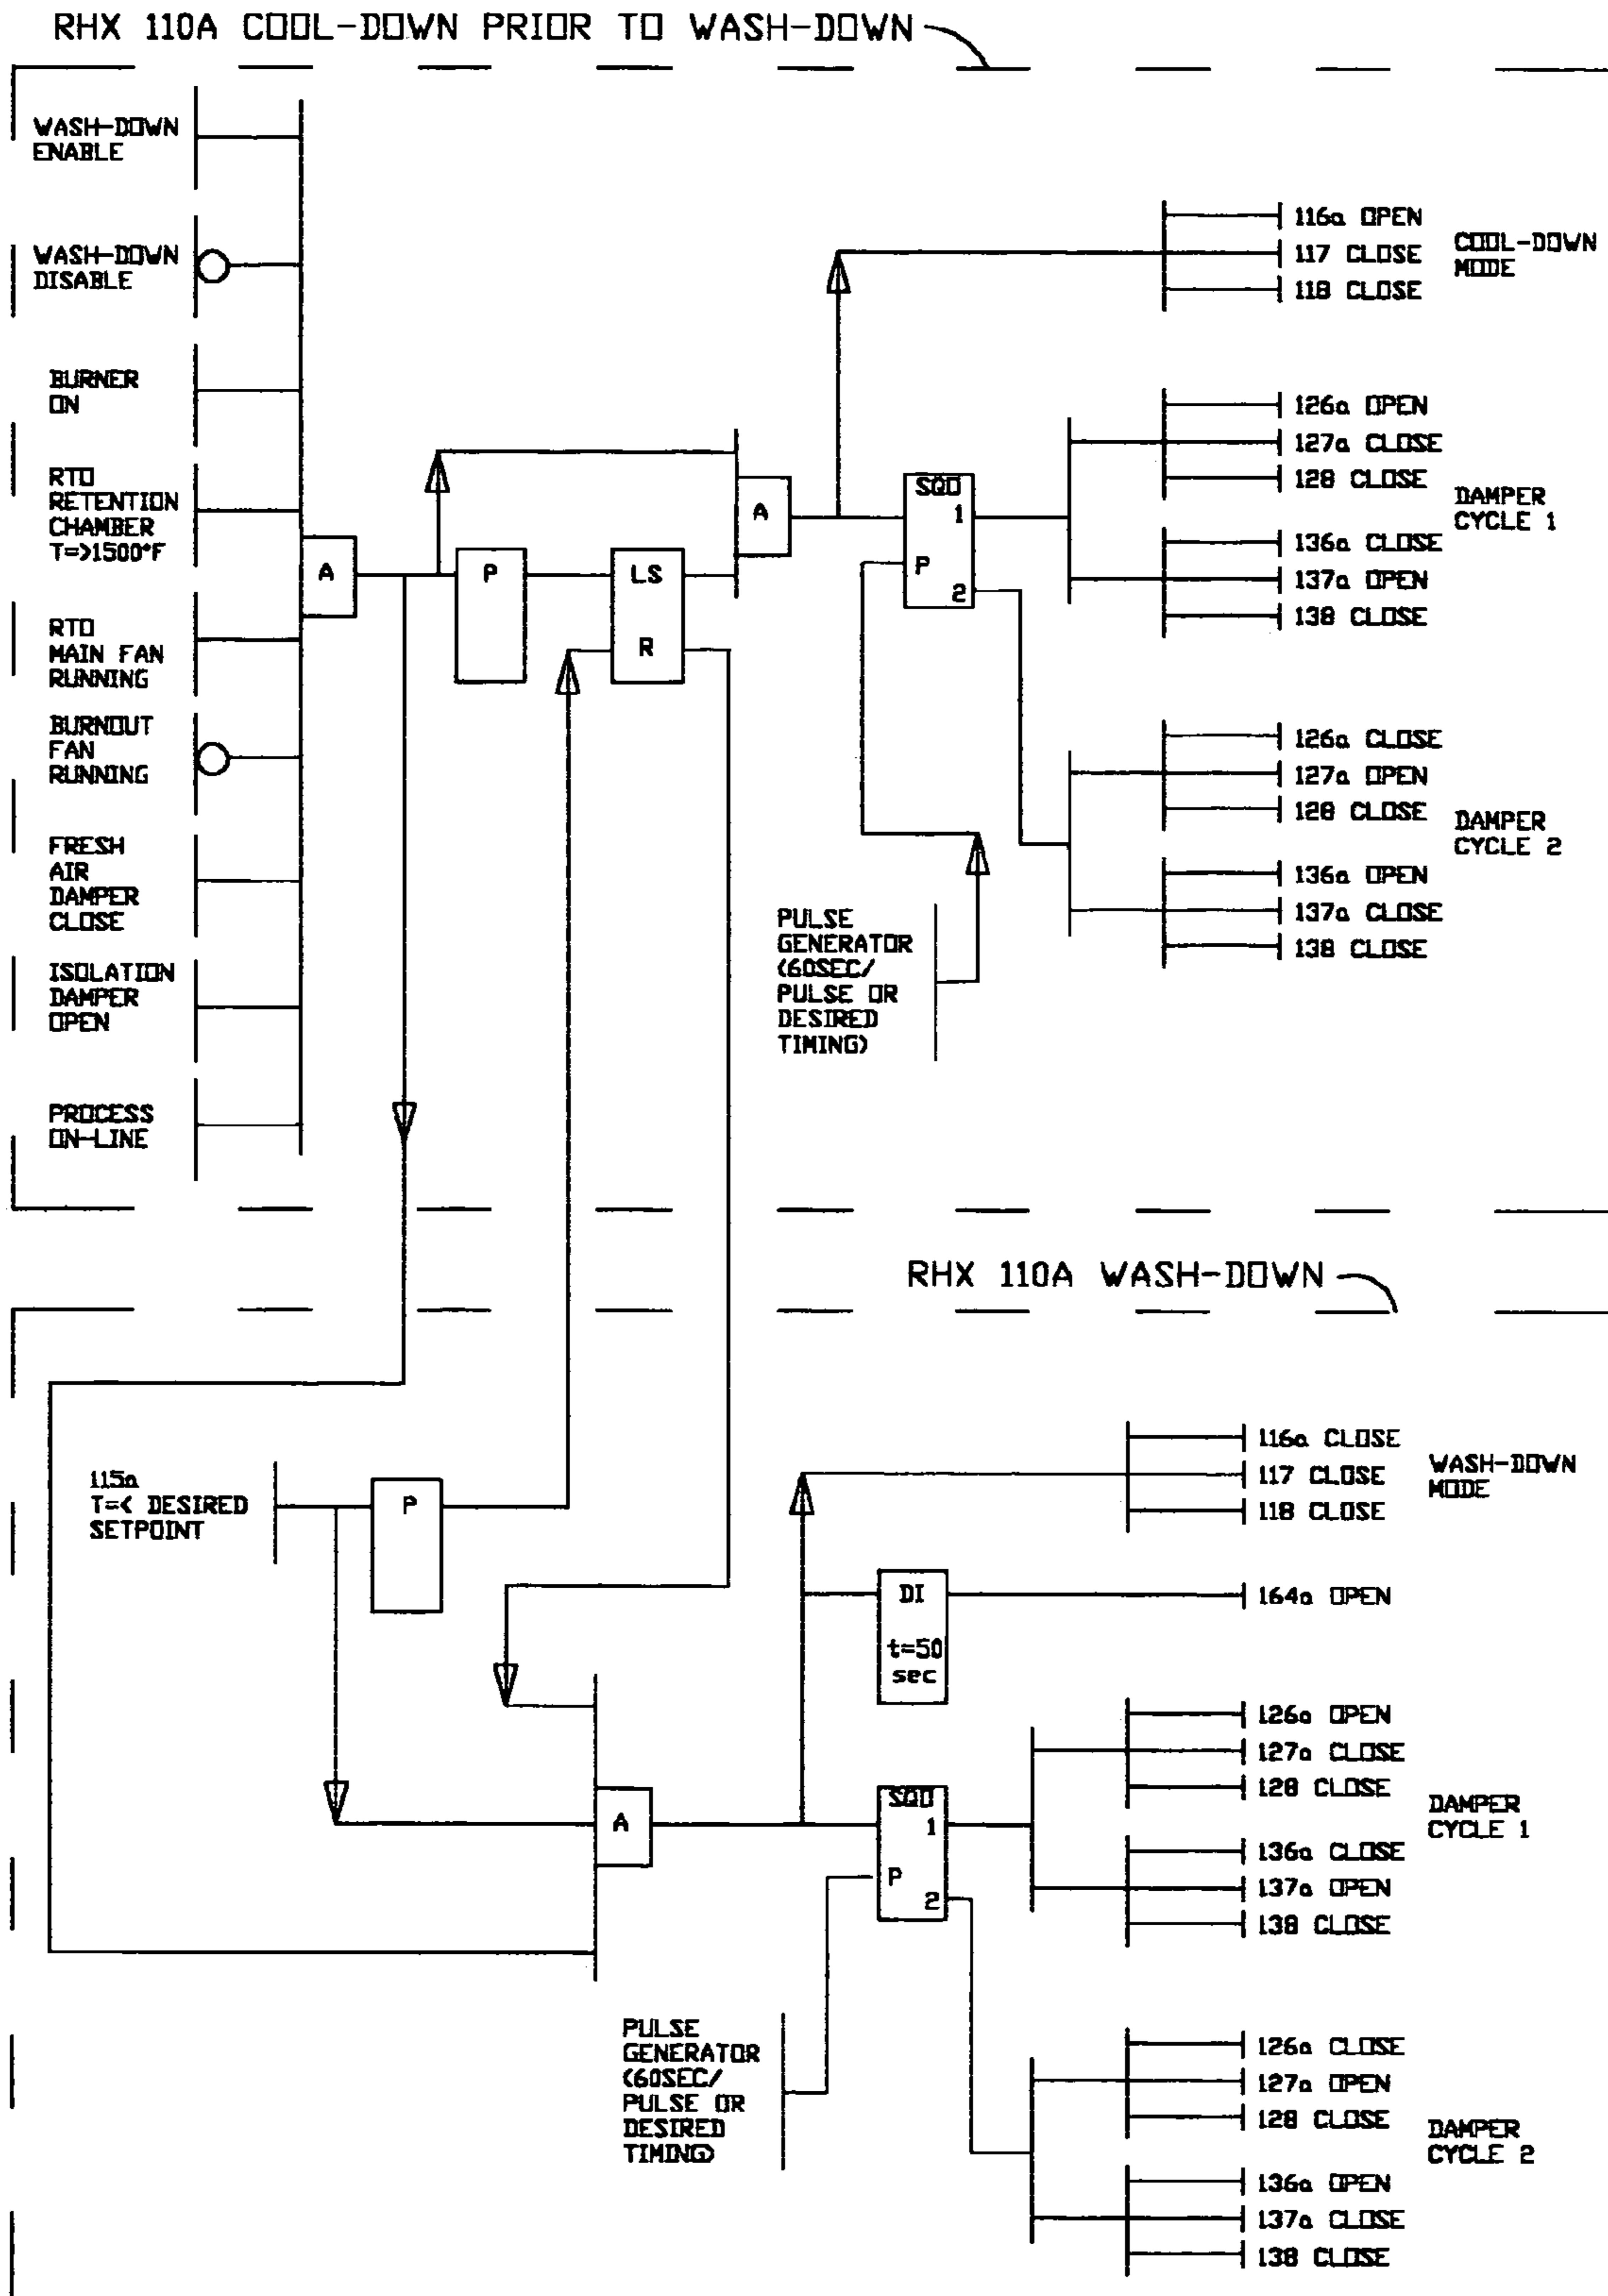 RHX 110A COOL-DOWN PRIOR TO WASH-DOWN
WASH-DOWN
ENABLE
WASH-DOWN
DISABLE
BURNER
ON
RTO
RETENTION
CHAMBER
T=>1500°F
RTO
MAIN FAN
RUNNING
BURNOUT
FAN
RUNNING
FRESH
AIR
DAMPER
CLOSE
ISOLATION
DAMPER
OPEN
PROCESS
ON-LINE
A
P
LS
R
A
SQO
1
P
2
PULSE
GENERATOR
(60SEC/
PULSE OR
DESIRED
TIMING)
116a OPEN
117 CLOSE
118 CLOSE
COOL-DOWN
MODE
126a OPEN
127a CLOSE
128 CLOSE
136a CLOSE
137a OPEN
138 CLOSE
DAMPER
CYCLE 1
126a CLOSE
127a OPEN
128 CLOSE
136a OPEN
137a CLOSE
138 CLOSE
DAMPER
CYCLE 2
RHX 110A WASH-DOWN
115a
T=< DESIRED
SETPOINT
P
A
116a CLOSE
117 CLOSE
118 CLOSE
WASH-DOWN
MODE
DI
t=50
sec
164a OPEN
SQO
1
P
2
PULSE
GENERATOR
(60SEC/
PULSE OR
DESIRED
TIMING)
126a OPEN
127a CLOSE
128 CLOSE
136a CLOSE
137a OPEN
138 CLOSE
DAMPER
CYCLE 1
126a CLOSE
127a OPEN
128 CLOSE
136a OPEN
137a CLOSE
138 CLOSE
DAMPER
CYCLE 2